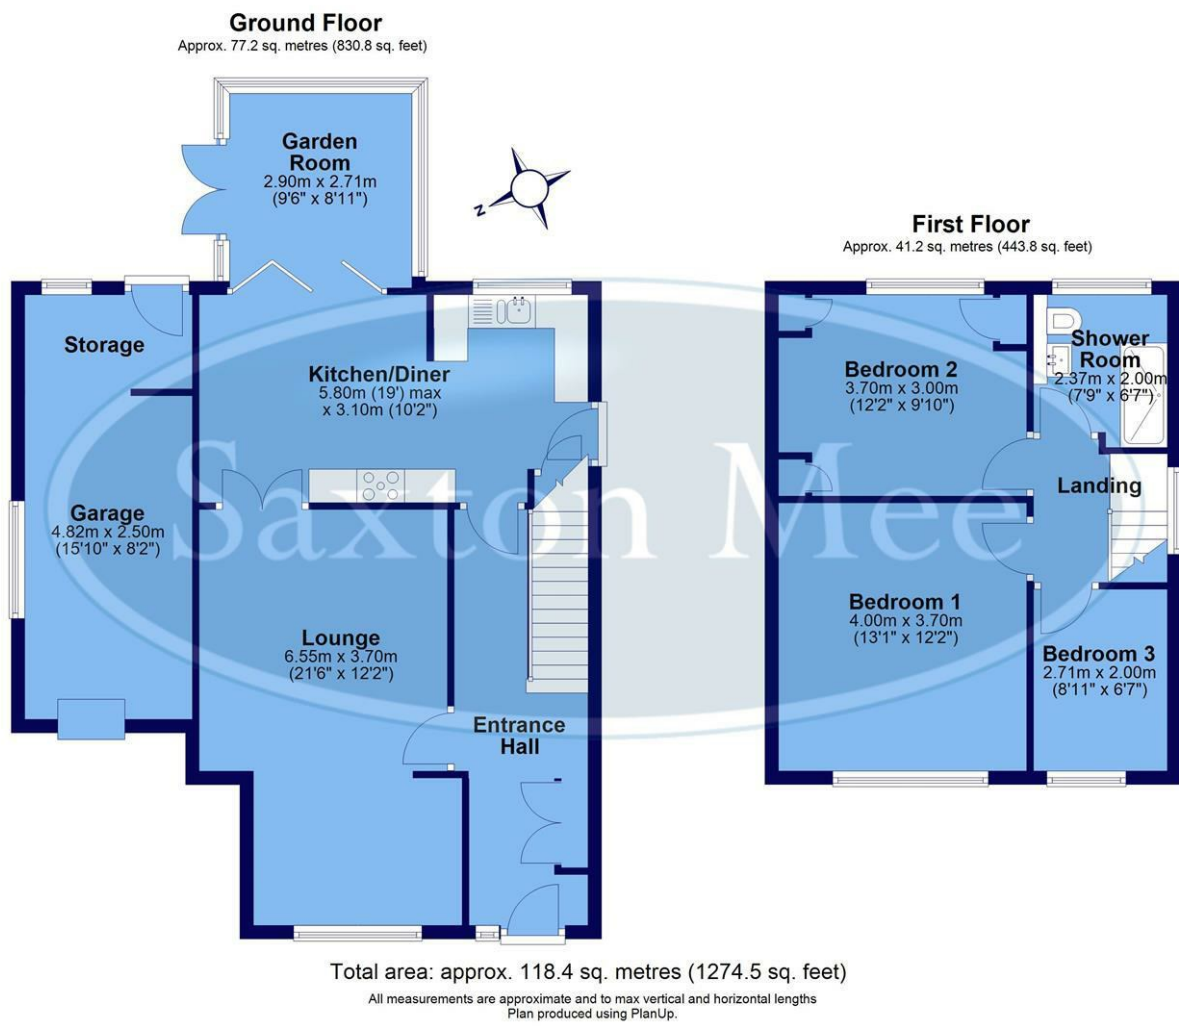 Ground Floor
Approx. 77.2 sq. metres (830.8 sq. feet)
Garden
Room
2.90m x 2.71m
(9'6" x 8'11")
N
Storage
Kitchen/Diner
5.80m (19') max
x 3.10m (10'2")
Garage
4.82m x 2.50m
(15'10" x 8'2")
Lounge
6.55m x 3.70m
(21'6" x 12'2")
Entrance
Hall
First Floor
Approx. 41.2 sq. metres (443.8 sq. feet)
Bedroom 2
3.70m x 3.00m
(12'2" x 9'10")
Shower
Room
2.37m x 2.00m
(7'9" x 6'7")
Landing
Bedroom 1
4.00m x 3.70m
(13'1" x 12'2")
Bedroom 3
2.71m x 2.00m
(8'11" x 6'7")
Saxton Mee
Total area: approx. 118.4 sq. metres (1274.5 sq. feet)
All measurements are approximate and to max vertical and horizontal lengths
Plan produced using PlanUp.